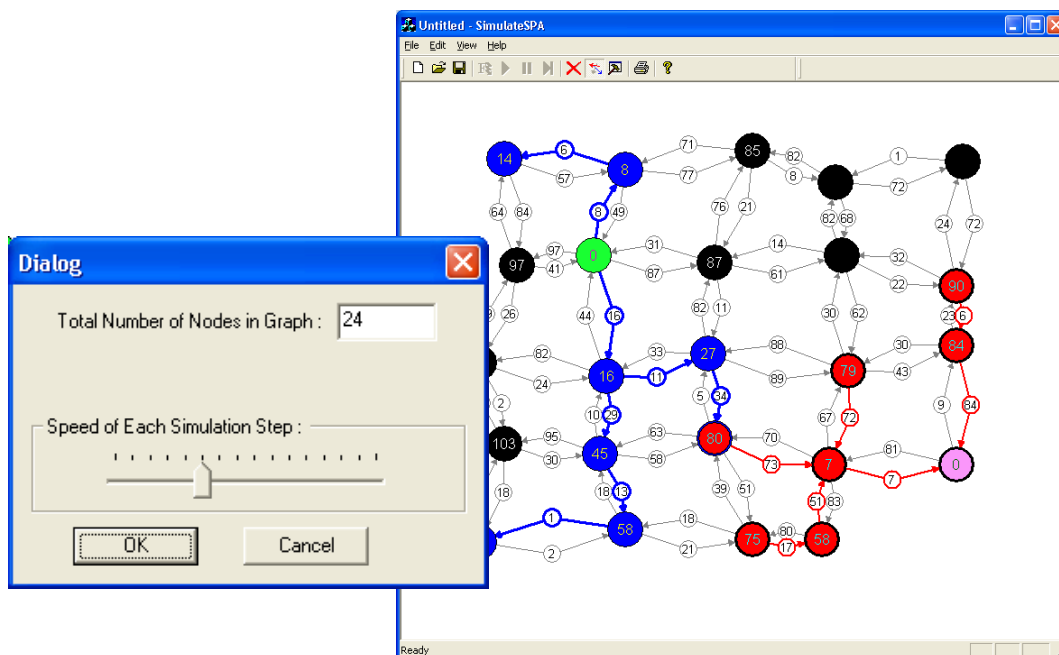 Untitled - SimulateSPA
File Edit View Help
6 71 82 1
14 8 85
57 77 8 72
64 84 8 49 76 21 82 68 24 72
97 31 14 32
97 0 87
41 87 61 22
90
26 44 16 82 11 30 62 23 6
82 33 88 30 84
27 79
16
24 11 89 43
2 10 29 5 34 67 72 9 84
103 95 45 63 80 70 7 81 0
30 58 73 7
18 18 13 39 51 51 83
1 58 18 75 80 58
2 21 17
Ready
Dialog
Total Number of Nodes in Graph : 24
Speed of Each Simulation Step :
OK Cancel